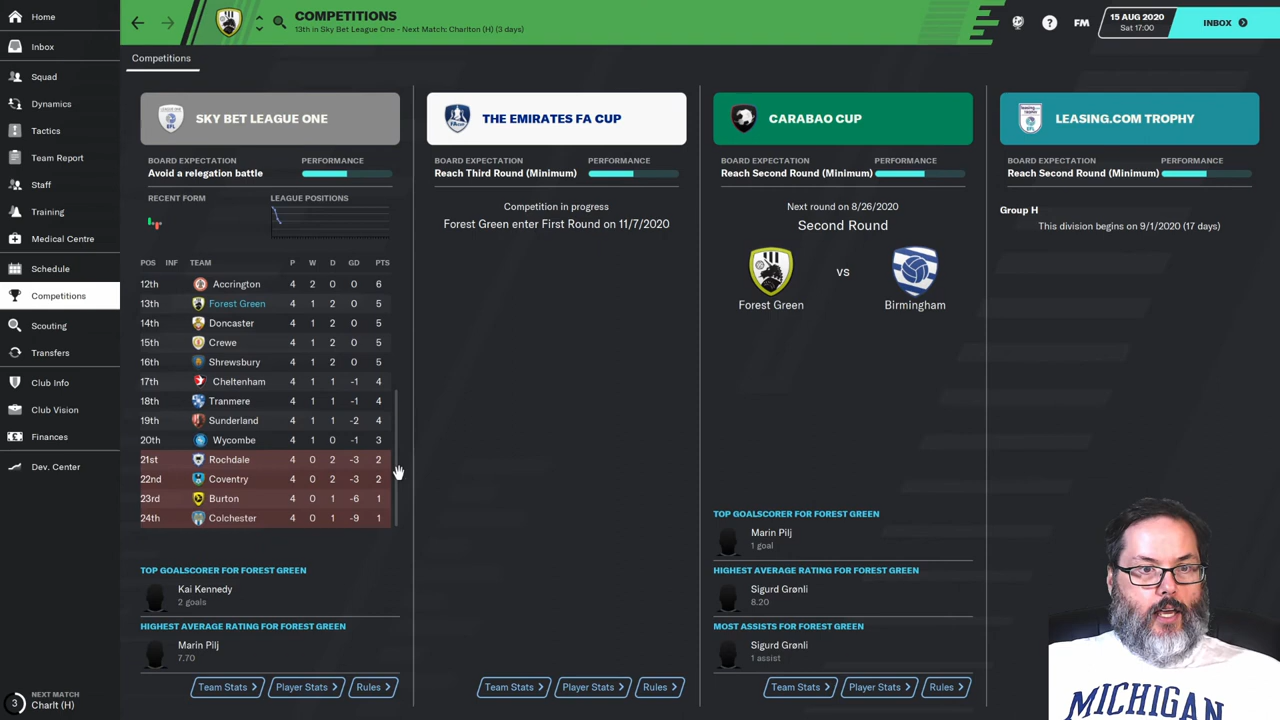 Home
Inbox
Squad
Dynamics
Tactics
Team Report
Staff
Training
Medical Centre
Schedule
Competitions
Scouting
Transfers
Club Info
Club Vision
Finances
Dev. Center
3
NEXT MATCH
Charlt (H)
COMPETITIONS
13th in Sky Bet League One - Next Match: Charlton (H) (3 days)
? FM
15 AUG 2020
Sat 17:00
INBOX
Competitions
SKY BET LEAGUE ONE
BOARD EXPECTATION PERFORMANCE
Avoid a relegation battle
RECENT FORM LEAGUE POSITIONS
POS INF TEAM P W D GD PTS
12th Accrington 4 2 0 0 6
13th Forest Green 4 1 2 0 5
14th Doncaster 4 1 2 0 5
15th Crewe 4 1 2 0 5
16th Shrewsbury 4 1 2 0 5
17th Cheltenham 4 1 1 -1 4
18th Tranmere 4 1 1 -1 4
19th Sunderland 4 1 1 -2 4
20th Wycombe 4 1 0 -1 3
21st Rochdale 4 0 2 -3 2
22nd Coventry 4 0 2 -3 2
23rd Burton 4 0 1 -6 1
24th Colchester 4 0 1 -9 1
TOP GOALSCORER FOR FOREST GREEN
Kai Kennedy
2 goals
HIGHEST AVERAGE RATING FOR FOREST GREEN
Marin Pilj
7.70
Team Stats Player Stats Rules
THE EMIRATES FA CUP
BOARD EXPECTATION PERFORMANCE
Reach Third Round (Minimum)
Competition in progress
Forest Green enter First Round on 11/7/2020
Team Stats Player Stats Rules
CARABAO CUP
BOARD EXPECTATION PERFORMANCE
Reach Second Round (Minimum)
Next round on 8/26/2020
Second Round
VS
Forest Green Birmingham
TOP GOALSCORER FOR FOREST GREEN
Marin Pilj
1 goal
HIGHEST AVERAGE RATING FOR FOREST GREEN
Sigurd Grønli
8.20
MOST ASSISTS FOR FOREST GREEN
Sigurd Grønli
1 assist
Team Stats Player Stats Rules
LEASING.COM TROPHY
BOARD EXPECTATION PERFORMANCE
Reach Second Round (Minimum)
Group H
This division begins on 9/1/2020 (17 days)
MICHIGAN